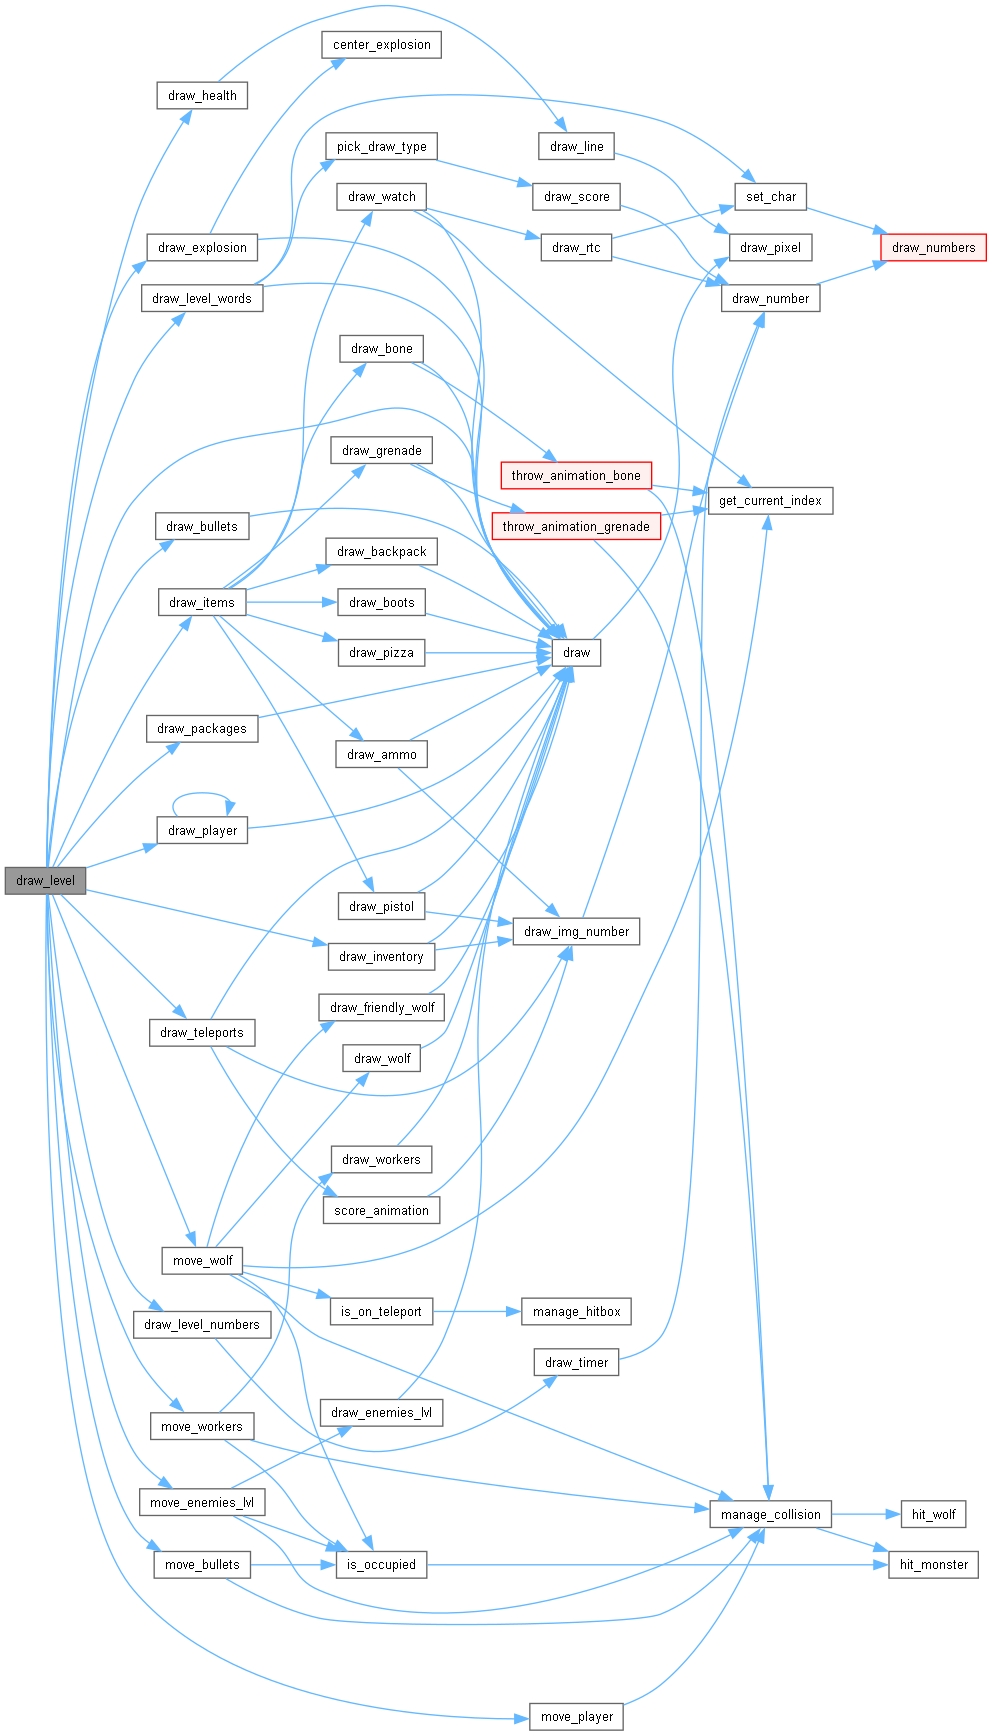 center_explosion
draw_health
draw_line
pick_draw_type
draw_watch
draw_score
set_char
draw_explosion
draw_rtc
draw_pixel
draw_numbers
draw_level_words
draw_number
draw_bone
draw_grenade
throw_animation_bone
get_current_index
draw_bullets
throw_animation_grenade
draw_backpack
draw_items
draw_boots
draw_pizza
draw
draw_packages
draw_ammo
draw_player
draw_level
draw_pistol
draw_img_number
draw_inventory
draw_friendly_wolf
draw_teleports
draw_wolf
draw_workers
score_animation
move_wolf
is_on_teleport
manage_hitbox
draw_level_numbers
draw_timer
draw_enemies_lvl
move_workers
move_enemies_lvl
manage_collision
hit_wolf
move_bullets
is_occupied
hit_monster
move_player